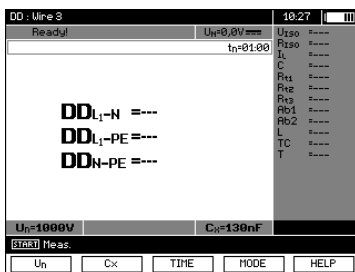 DD : Wire 3 10:27
Ready! UN=0,0V
tn=01:00
DDL1-N =---
DDL1-PE =---
DDN-PE =---
UISO =---
RISO =---
IL =---
C =---
Rt1 =---
Rt2 =---
Rt3 =---
Ab1 =---
Ab2 =---
L =---
TC =---
T =---
Un=1000V Cx=130nF
START Meas.
Un Cx TIME MODE HELP